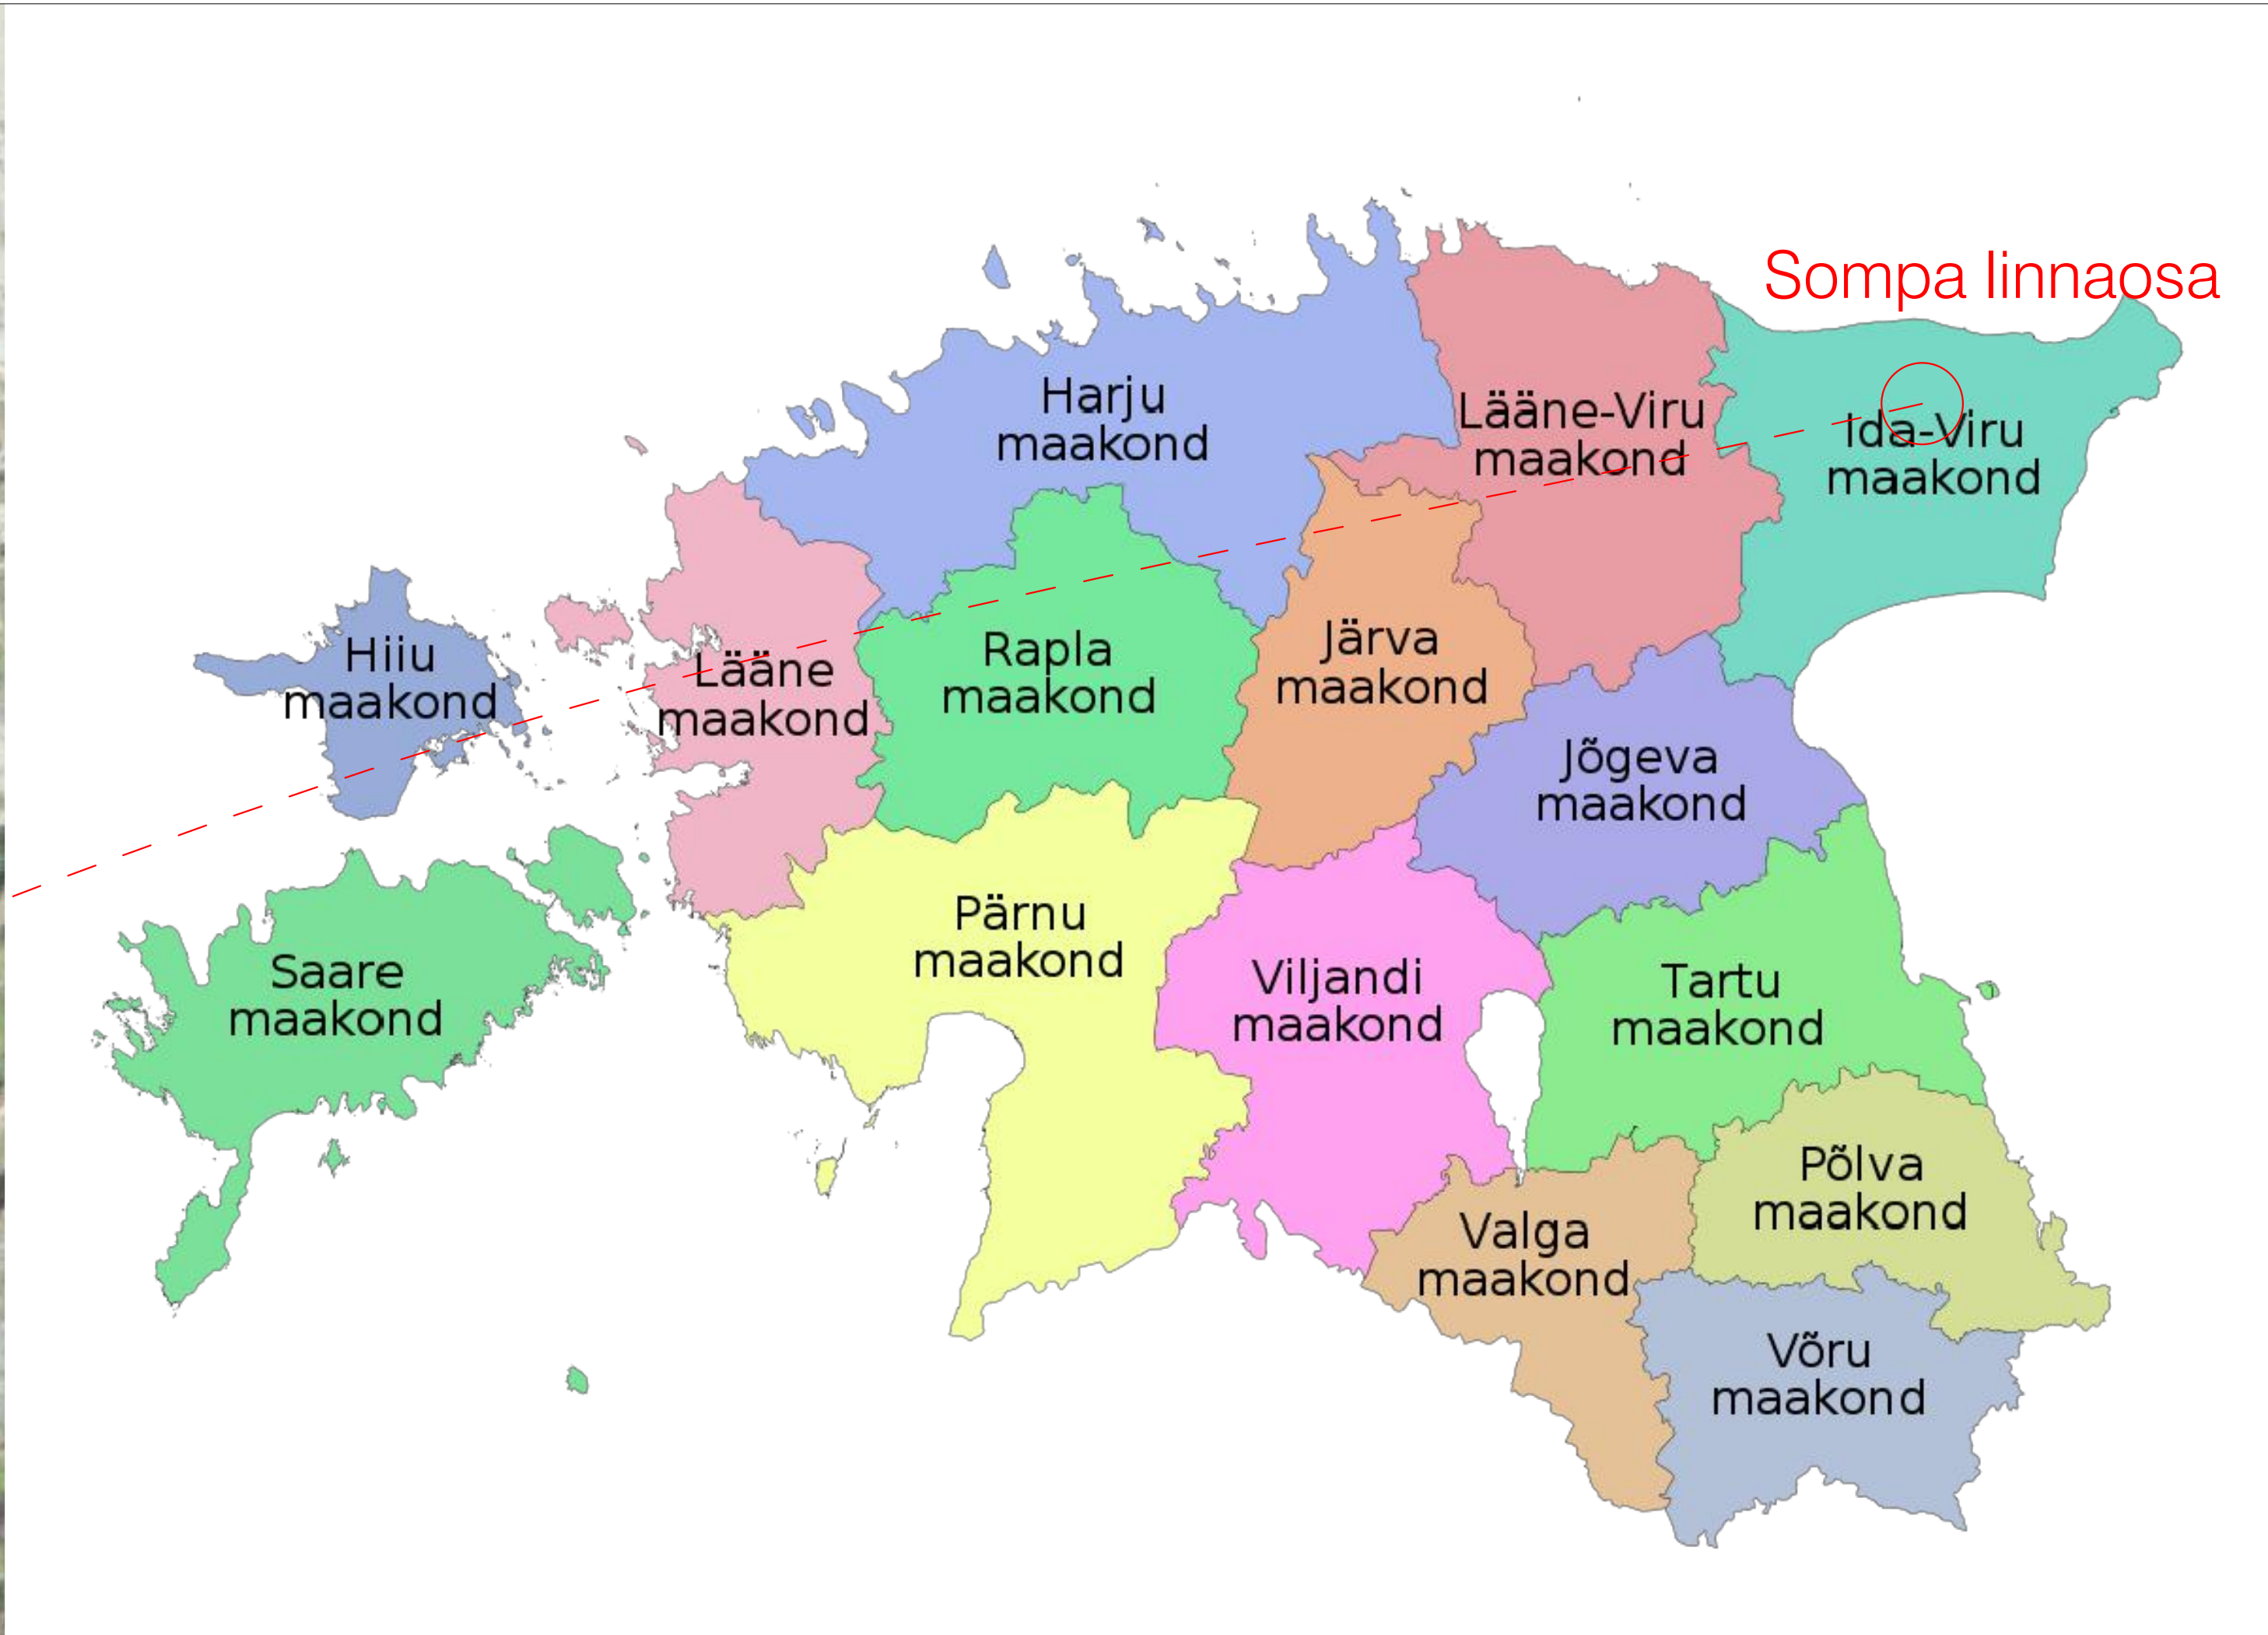 Sompa linnaosa
Harju
maakond
Lääne-Viru
maakond
Ida-Viru
maakond
Hiiu
maakond
Lääne
maakond
Rapla
maakond
Järva
maakond
Jõgeva
maakond
Saare
maakond
Pärnu
maakond
Viljandi
maakond
Tartu
maakond
Valga
maakond
Põlva
maakond
Võru
maakond